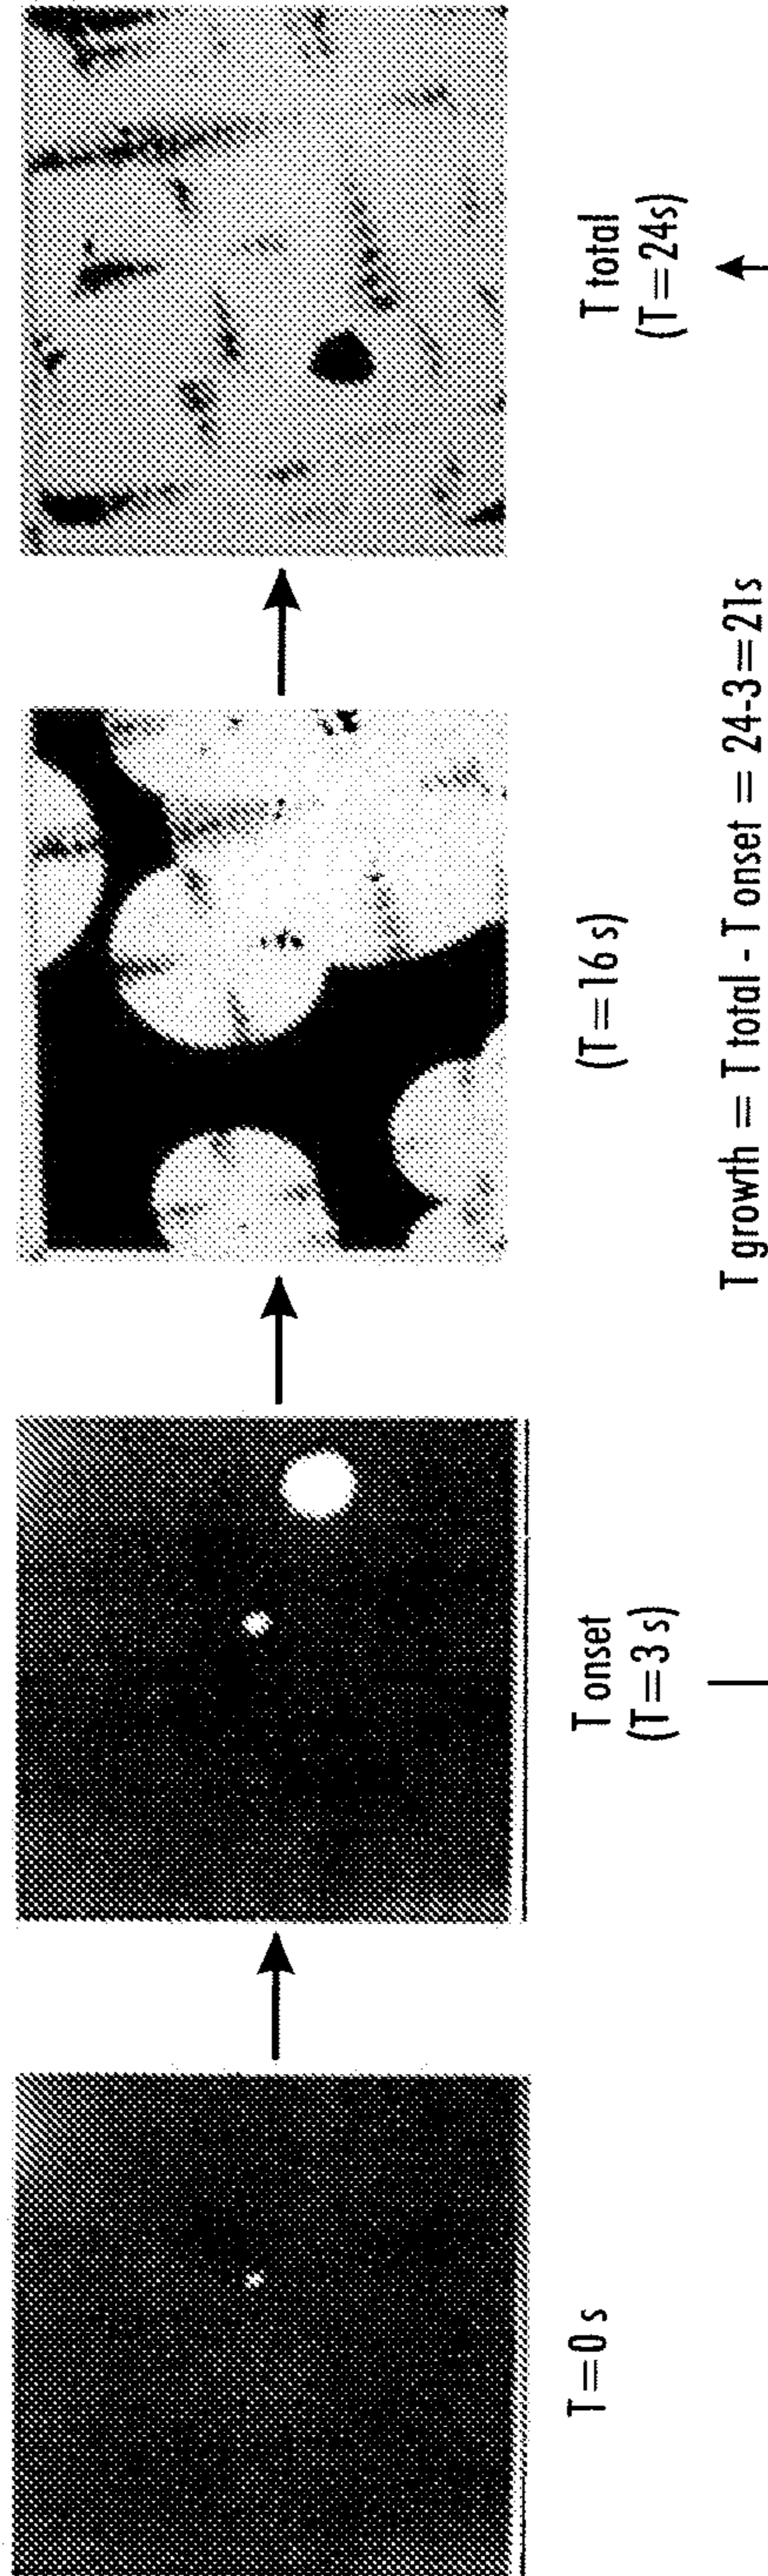 T=0 s
T onset
(T=3 s)
(T=16 s)
T total
(T=24s)
T growth = T total - T onset = 24-3=21s